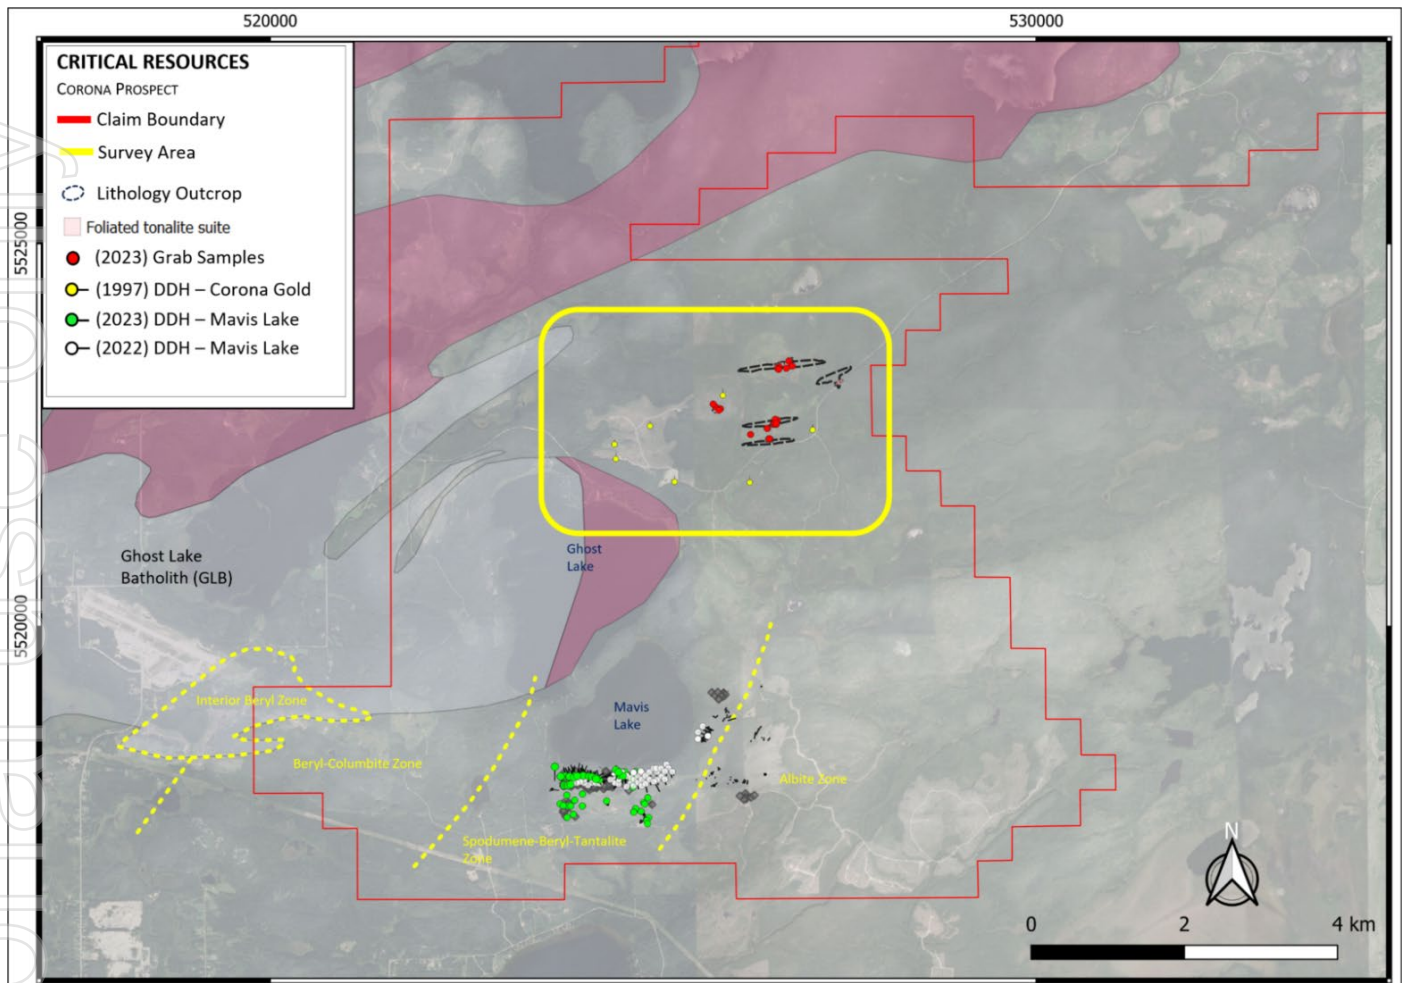 520000
530000
CRITICAL RESOURCES
CORONA PROSPECT
Claim Boundary
Survey Area
Lithology Outcrop
Foliated tonalite suite
(2023) Grab Samples
(1997) DDH – Corona Gold
(2023) DDH – Mavis Lake
(2022) DDH – Mavis Lake
5525000
5520000
Ghost Lake
Batholith (GLB)
Ghost
Lake
Interior Beryl Zone
Mavis
Lake
Beryl-Columbite Zone
Albite Zone
Spodumene-Beryl-Tantalite
Zone
N
0 2 4 km